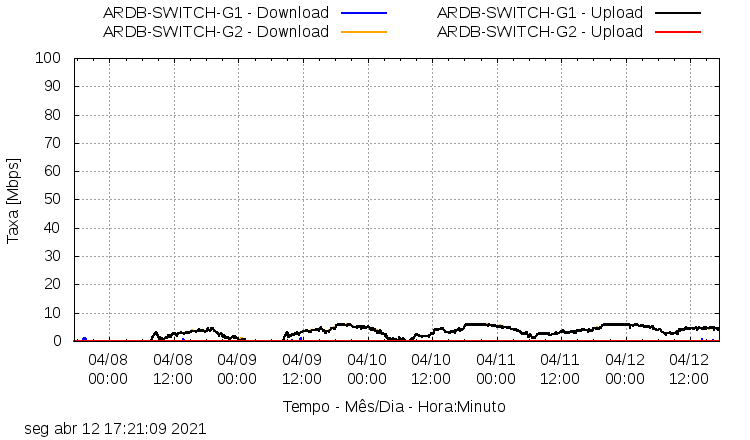 ARDB-SWITCH-G1 - Download ARDB-SWITCH-G1 - Upload
ARDB-SWITCH-G2 - Download ARDB-SWITCH-G2 - Upload
100
90
80
70
60
50
40
30
20
10
0
Taxa [Mbps]
04/08 04/08 04/09 04/09 04/10 04/10 04/11 04/11 04/12 04/12
00:00 12:00 00:00 12:00 00:00 12:00 00:00 12:00 00:00 12:00
Tempo - Mês/Dia - Hora:Minuto
seg abr 12 17:21:09 2021